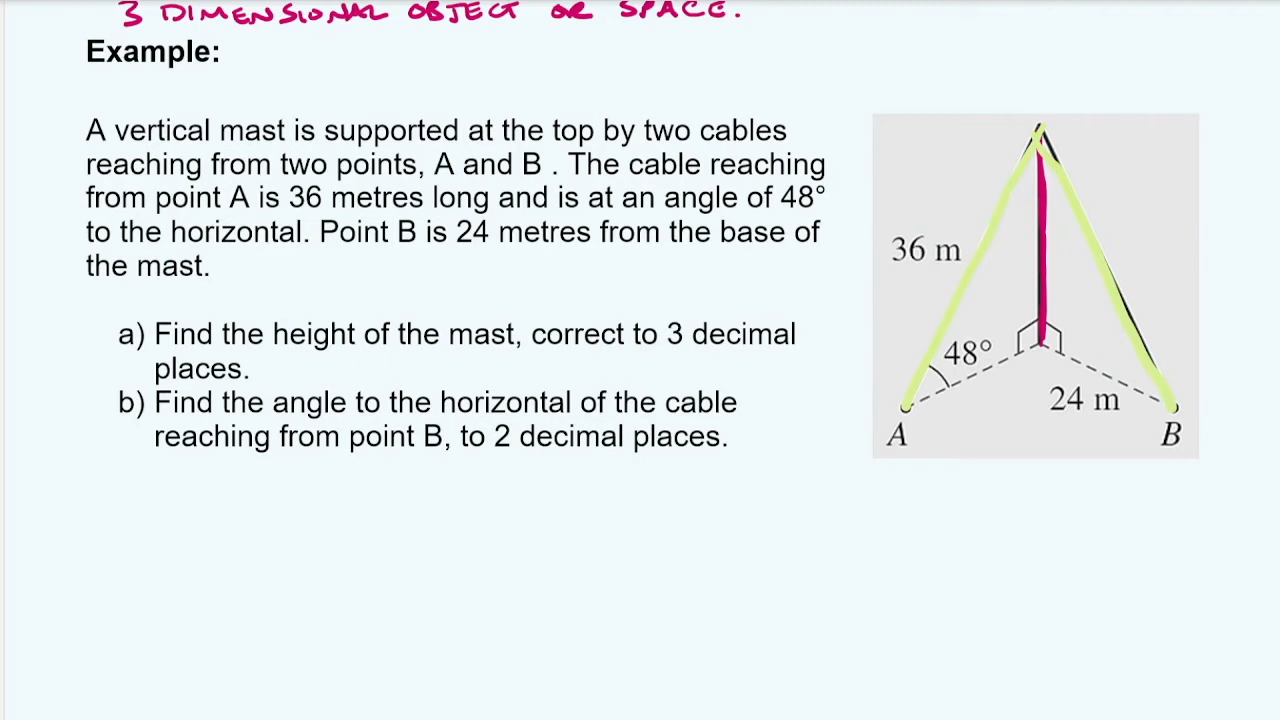 3 DIMENSIONAL OBJECT OR SPACE.
Example:
A vertical mast is supported at the top by two cables
reaching from two points, A and B . The cable reaching
from point A is 36 metres long and is at an angle of 48°
to the horizontal. Point B is 24 metres from the base of
the mast.
a) Find the height of the mast, correct to 3 decimal
places.
b) Find the angle to the horizontal of the cable
reaching from point B, to 2 decimal places.
36 m
48°
24 m
A
B